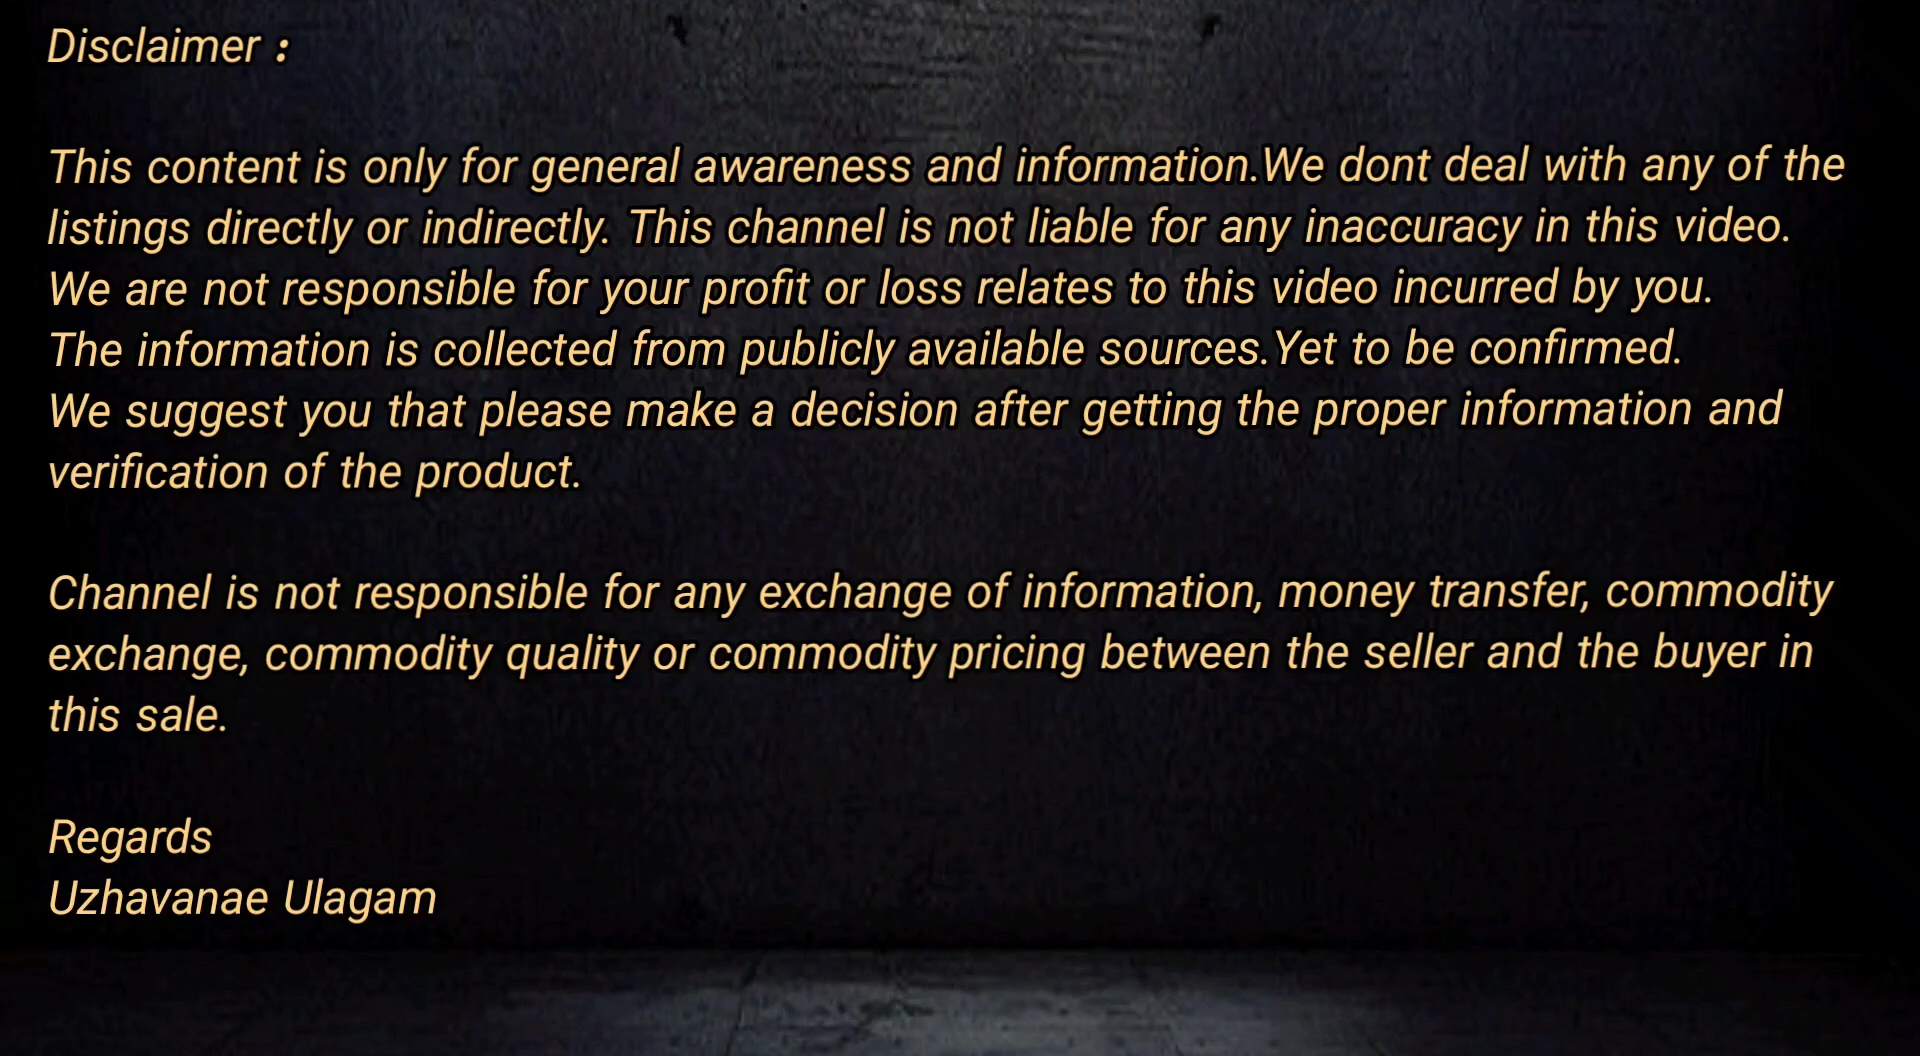 Disclaimer :
This content is only for general awareness and information.We dont deal with any of the
listings directly or indirectly. This channel is not liable for any inaccuracy in this video.
We are not responsible for your profit or loss relates to this video incurred by you.
The information is collected from publicly available sources.Yet to be confirmed.
We suggest you that please make a decision after getting the proper information and
verification of the product.
Channel is not responsible for any exchange of information, money transfer, commodity
exchange, commodity quality or commodity pricing between the seller and the buyer in
this sale.
Regards
Uzhavanae Ulagam